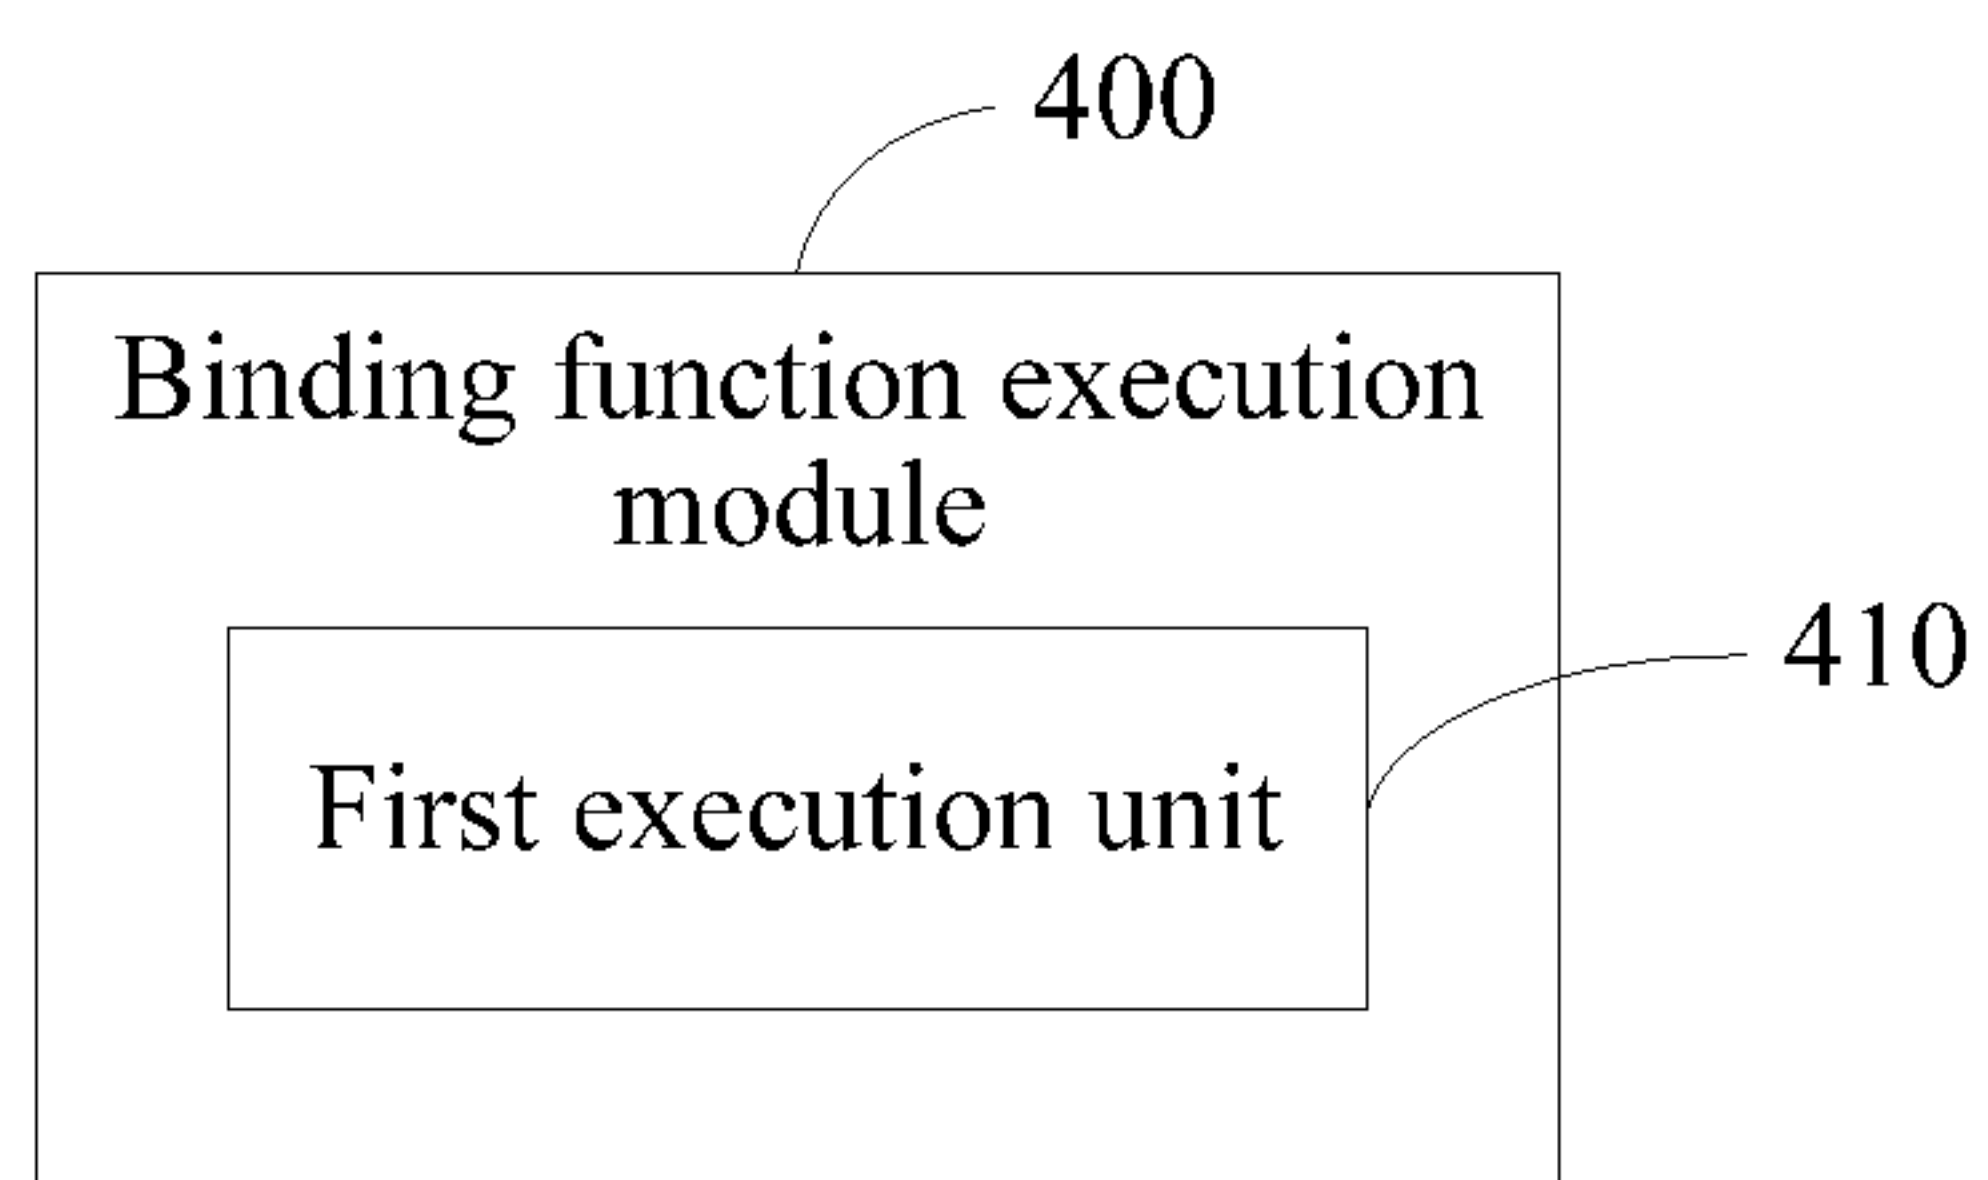 400
Binding function execution
module
410
First execution unit